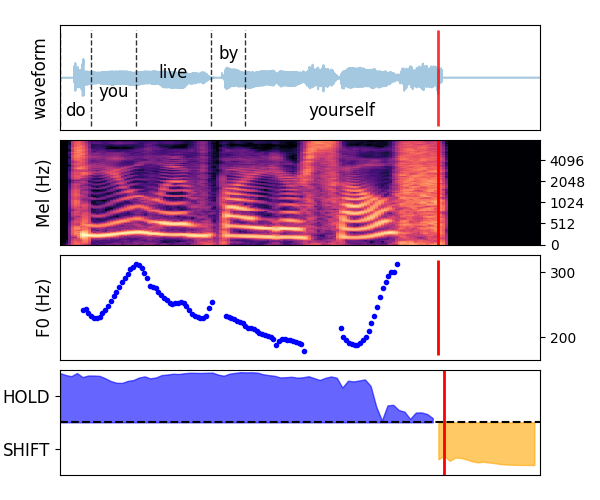 waveform
do
you
live
by
yourself
Mel (Hz)
4096
2048
1024
512
0
F0 (Hz)
300
200
HOLD
SHIFT